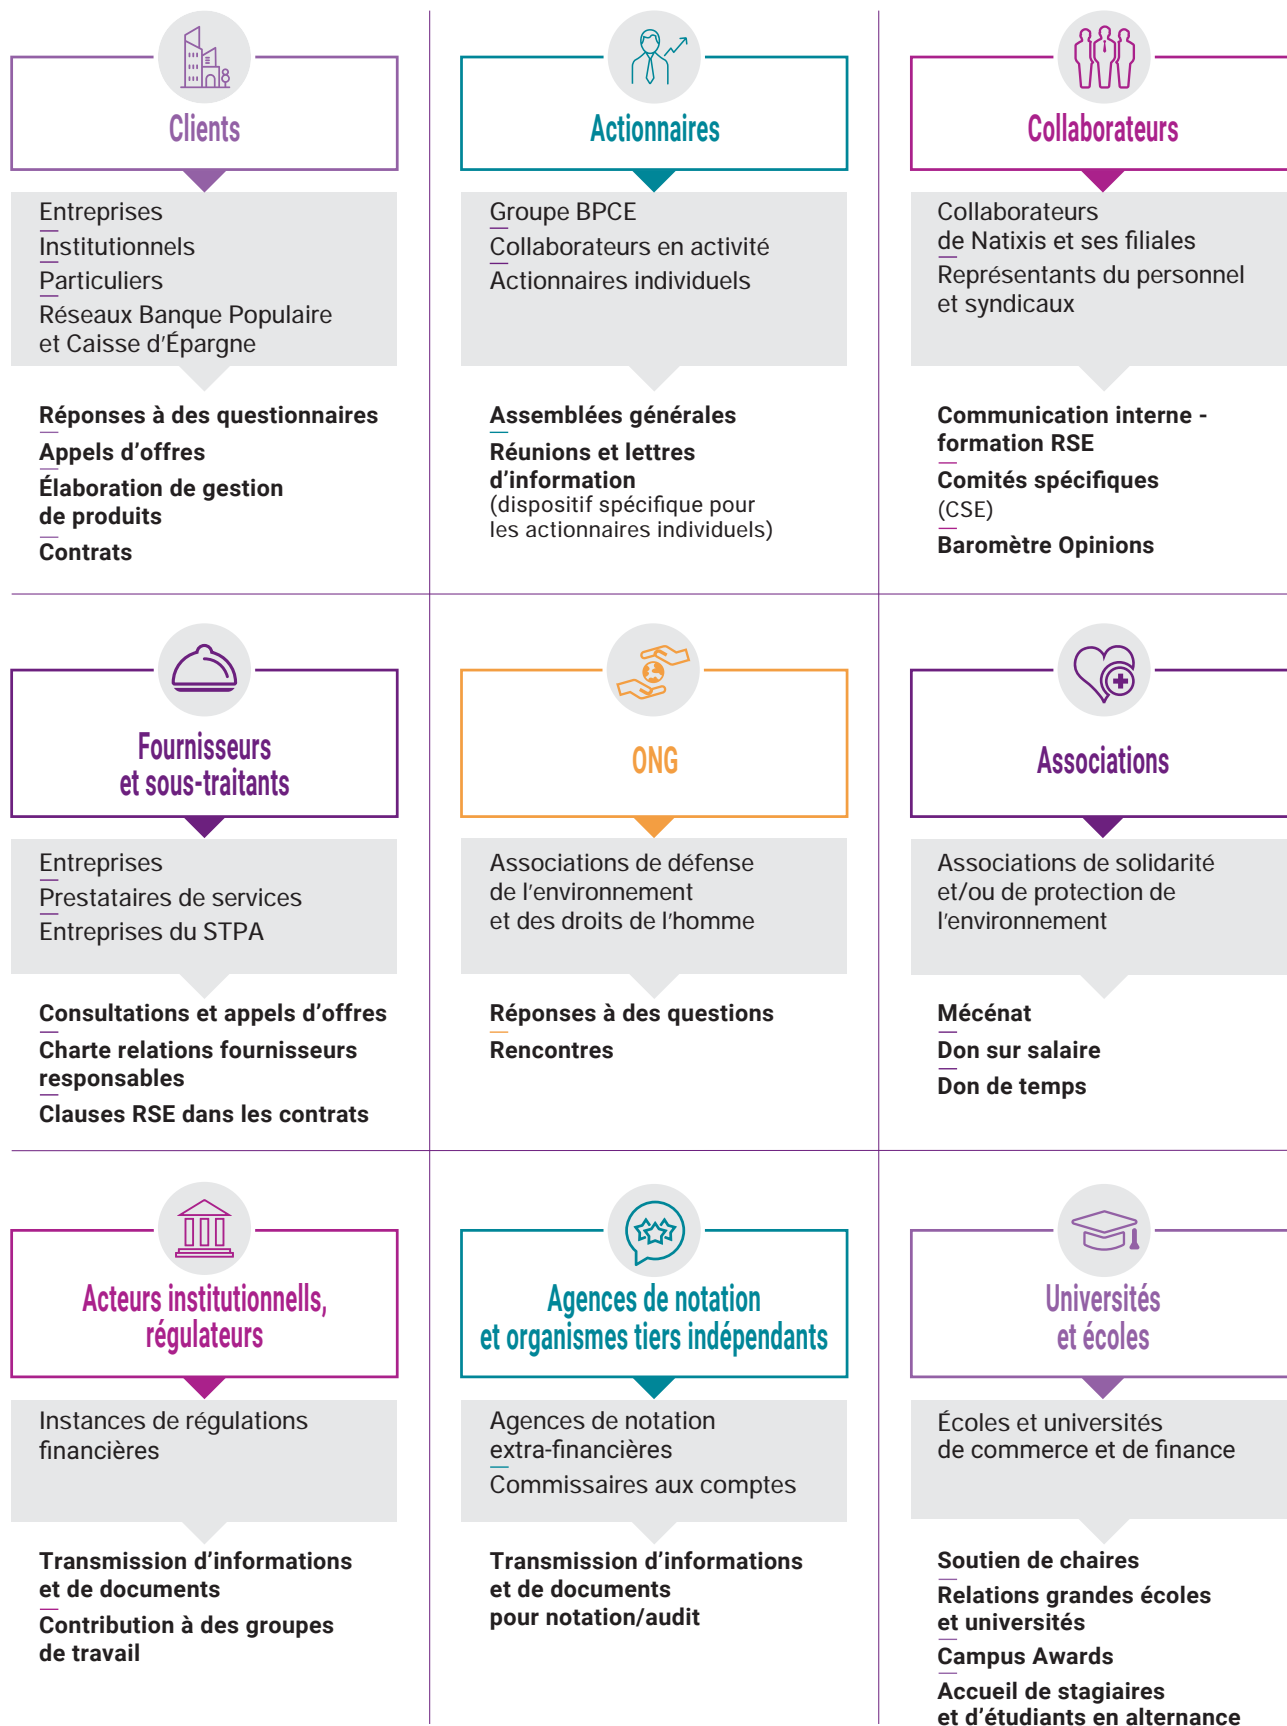 Clients
Entreprises
Institutionnels
Particuliers
Réseaux Banque Populaire
et Caisse d'Épargne
Réponses à des questionnaires
Appels d'offres
Élaboration de gestion
de produits
Contrats
Actionnaires
Groupe BPCE
Collaborateurs en activité
Actionnaires individuels
Assemblées générales
Réunions et lettres
d'information
(dispositif spécifique pour
les actionnaires individuels)
Collaborateurs
Collaborateurs
de Natixis et ses filiales
Représentants du personnel
et syndicaux
Communication interne -
formation RSE
Comités spécifiques
(CSE)
Baromètre Opinions
Fournisseurs
et sous-traitants
Entreprises
Prestataires de services
Entreprises du STPA
Consultations et appels d'offres
Charte relations fournisseurs
responsables
Clauses RSE dans les contrats
ONG
Associations de défense
de l'environnement
et des droits de l'homme
Réponses à des questions
Rencontres
Associations
Associations de solidarité
et/ou de protection de
l'environnement
Mécénat
Don sur salaire
Don de temps
Acteurs institutionnells,
régulateurs
Instances de régulations
financières
Transmission d'informations
et de documents
Contribution à des groupes
de travail
Agences de notation
et organismes tiers indépendants
Agences de notation
extra-financières
Commissaires aux comptes
Transmission d'informations
et de documents
pour notation/audit
Universités
et écoles
Écoles et universités
de commerce et de finance
Soutien de chaires
Relations grandes écoles
et universités
Campus Awards
Accueil de stagiaires
et d'étudiants en alternance